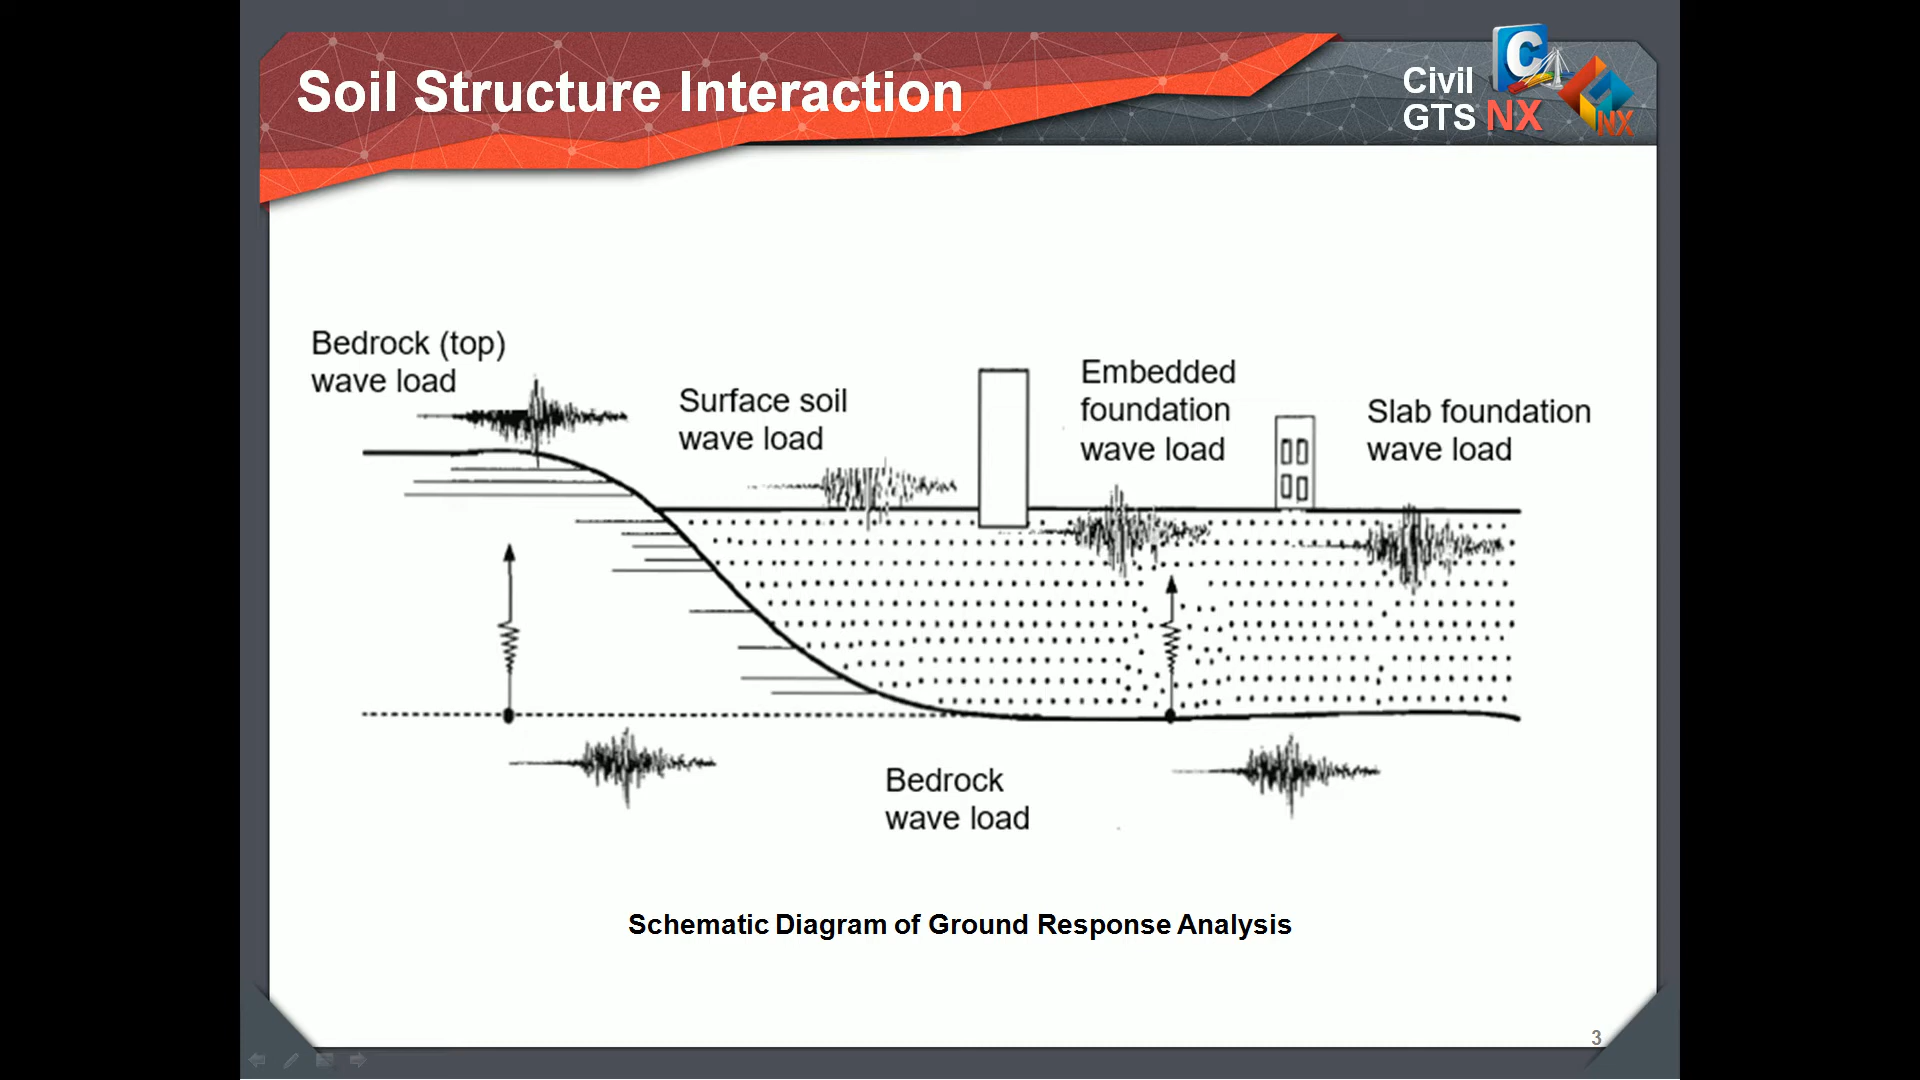 Soil Structure Interaction
Civil
GTS NX
C
NX
Bedrock (top)
wave load
Surface soil
wave load
Embedded
foundation
wave load
Slab foundation
wave load
Bedrock
wave load
Schematic Diagram of Ground Response Analysis
3